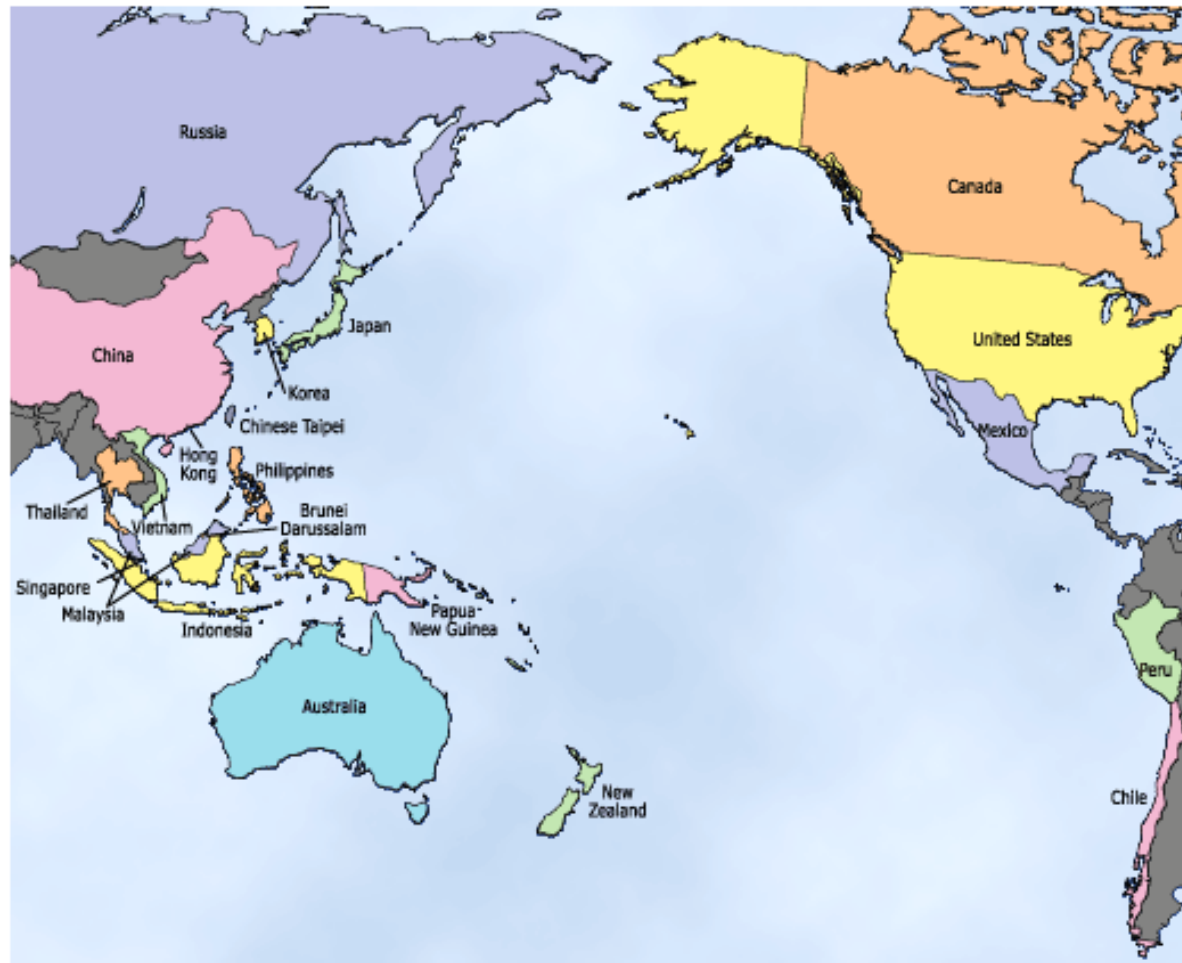 Russia
Canada
Japan
United States
China
Korea
Chinese Taipei
Mexico
Hong
Kong
Philippines
Thailand
Vietnam
Brunei
Darussalam
Singapore
Malaysia
Indonesia
Papua-
New Guinea
Peru
Australia
New
Zealand
Chile